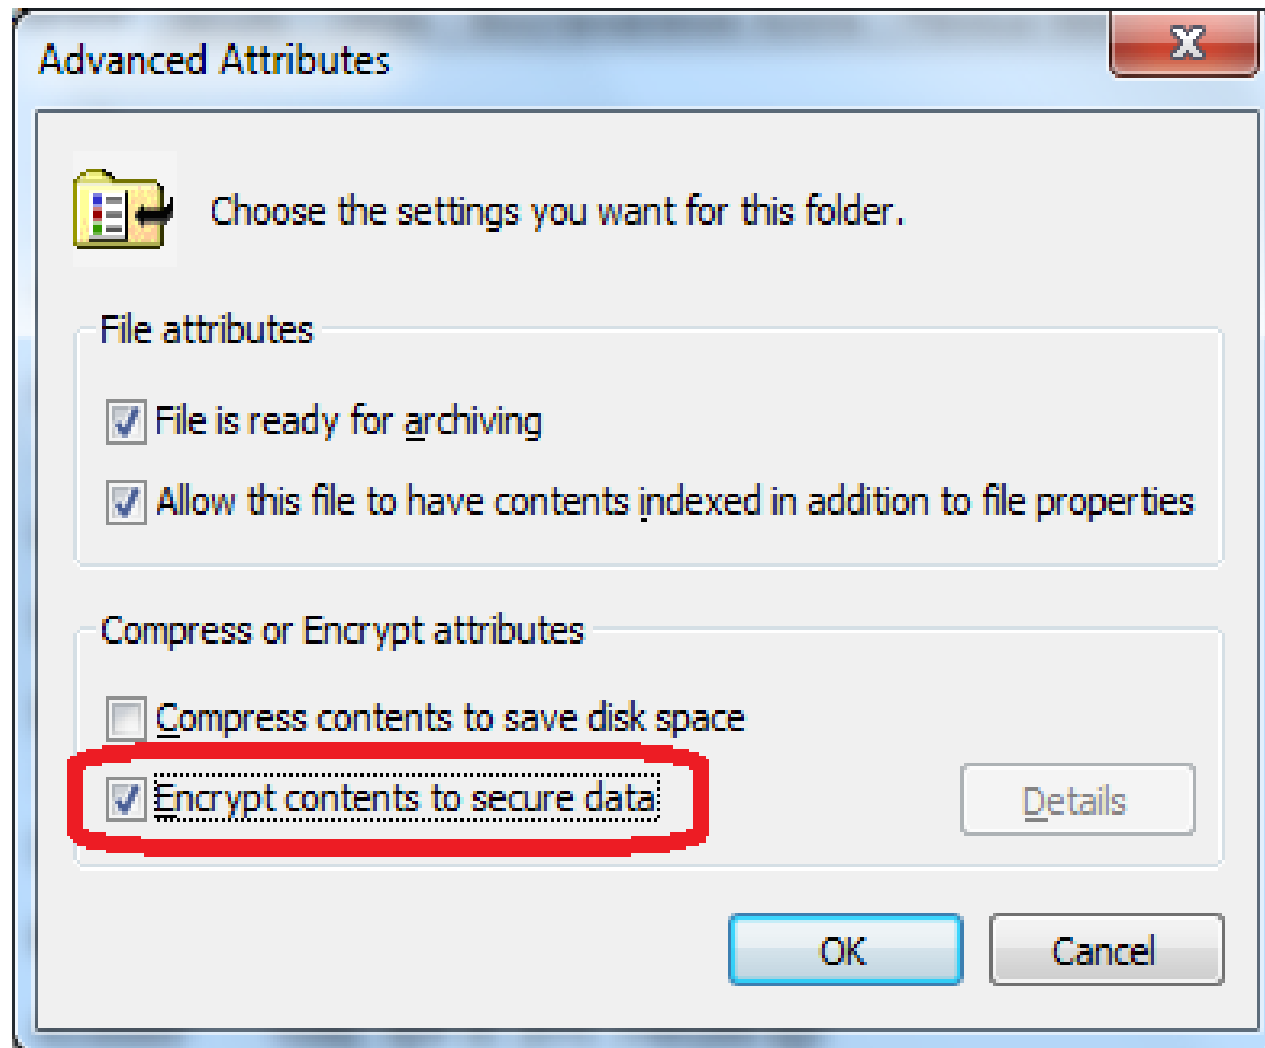 Advanced Attributes
Choose the settings you want for this folder.
File attributes
File is ready for archiving
Allow this file to have contents indexed in addition to file properties
Compress or Encrypt attributes
Compress contents to save disk space
Encrypt contents to secure data
Details
OK
Cancel